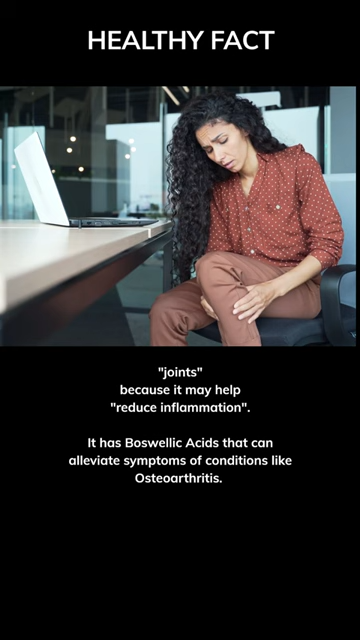 HEALTHY FACT
"joints"
because it may help
"reduce inflammation".
It has Boswellic Acids that can
alleviate symptoms of conditions like
Osteoarthritis.